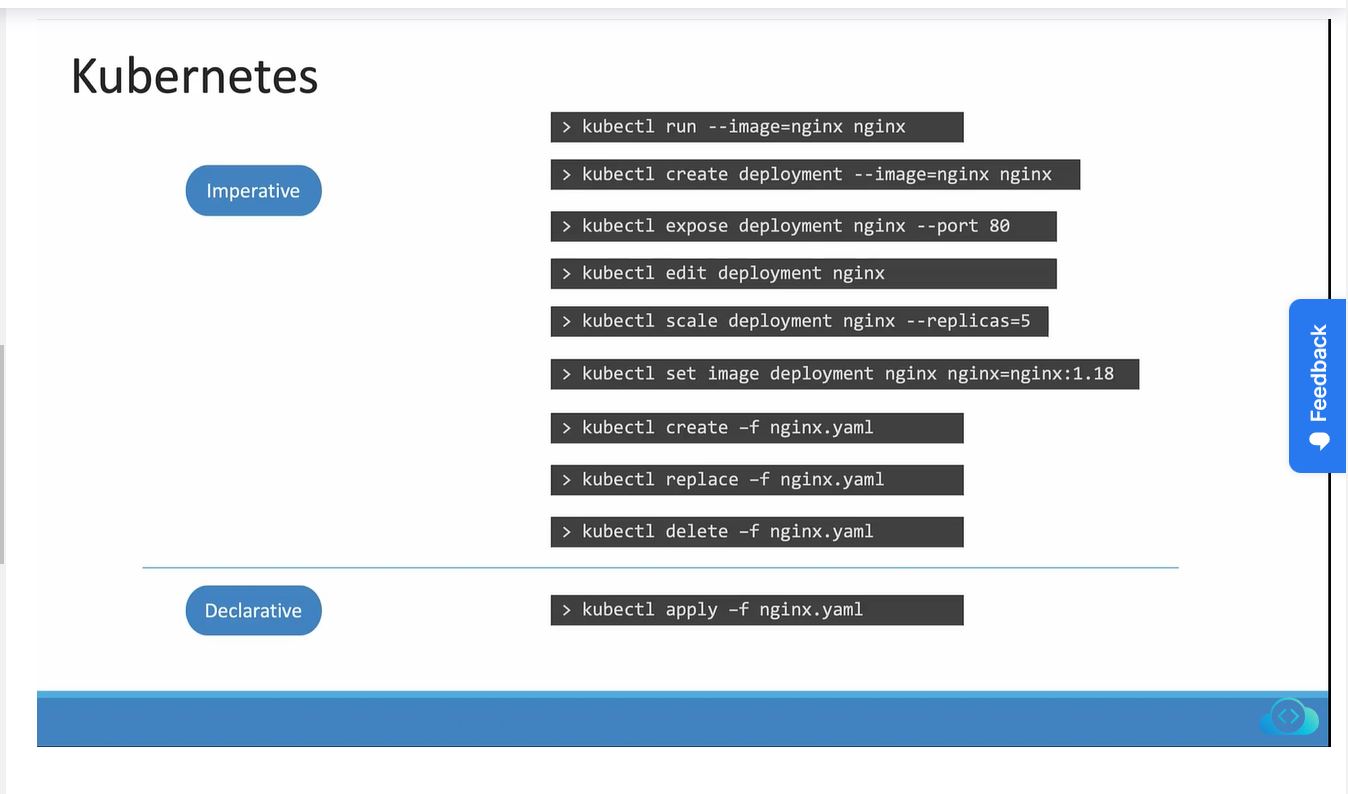 Kubernetes
> kubectl run --image=nginx nginx
Imperative
> kubectl create deployment --image=nginx nginx
> kubectl expose deployment nginx --port 80
> kubectl edit deployment nginx
> kubectl scale deployment nginx --replicas=5
> kubectl set image deployment nginx nginx=nginx:1.18
> kubectl create –f nginx.yaml
> kubectl replace –f nginx.yaml
> kubectl delete –f nginx.yaml
Declarative
> kubectl apply –f nginx.yaml
Feedback